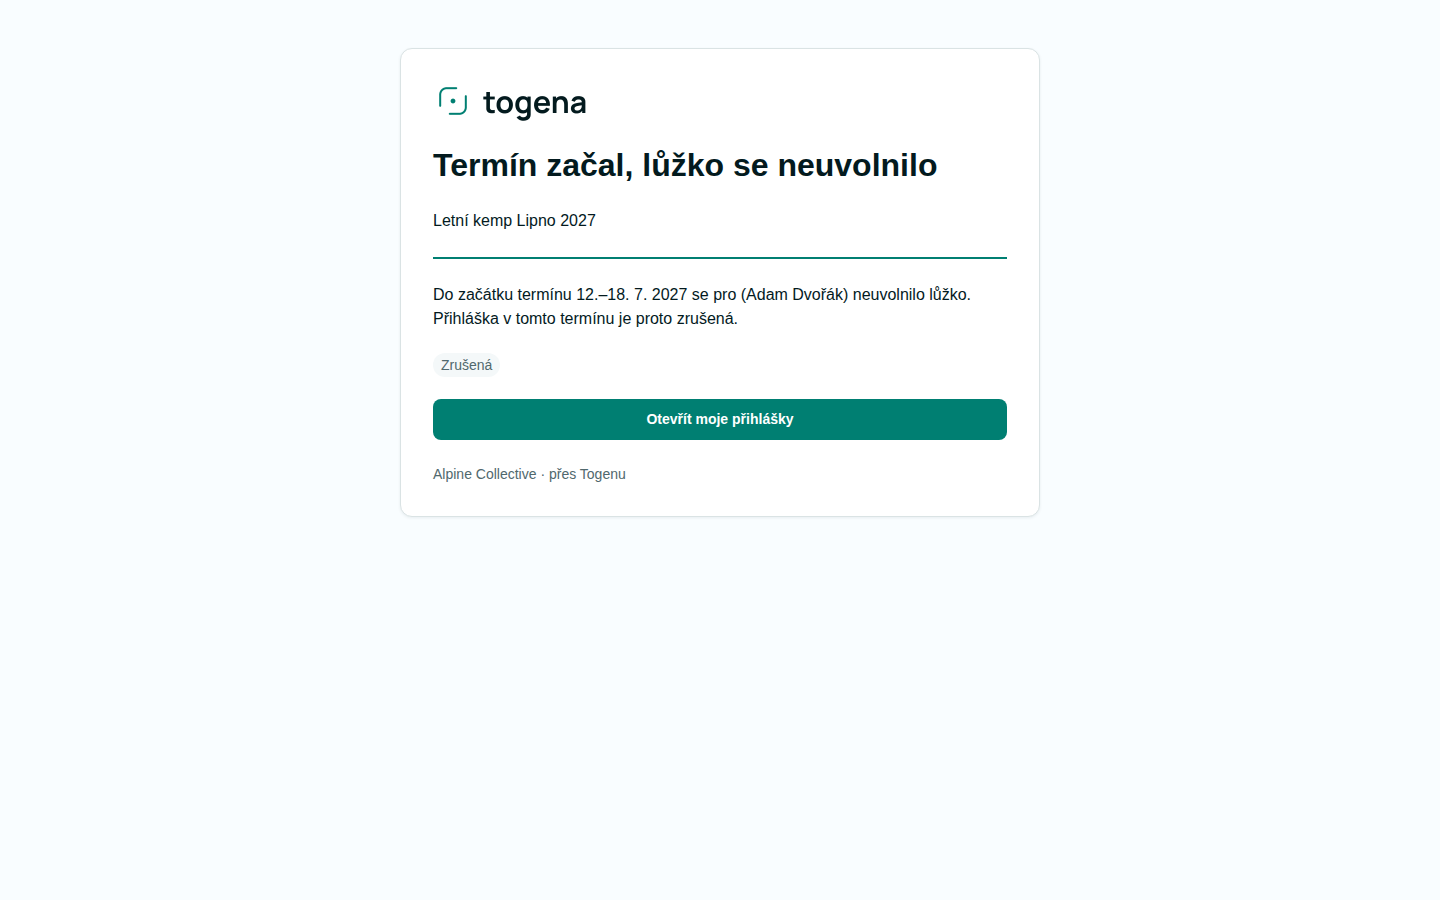 togena
Termín začal, lůžko se neuvolnilo
Letní kemp Lipno 2027
Do začátku termínu 12.–18. 7. 2027 se pro (Adam Dvořák) neuvolnilo lůžko.
Přihláška v tomto termínu je proto zrušená.
Zrušená
Otevřít moje přihlášky
Alpine Collective · přes Togenu